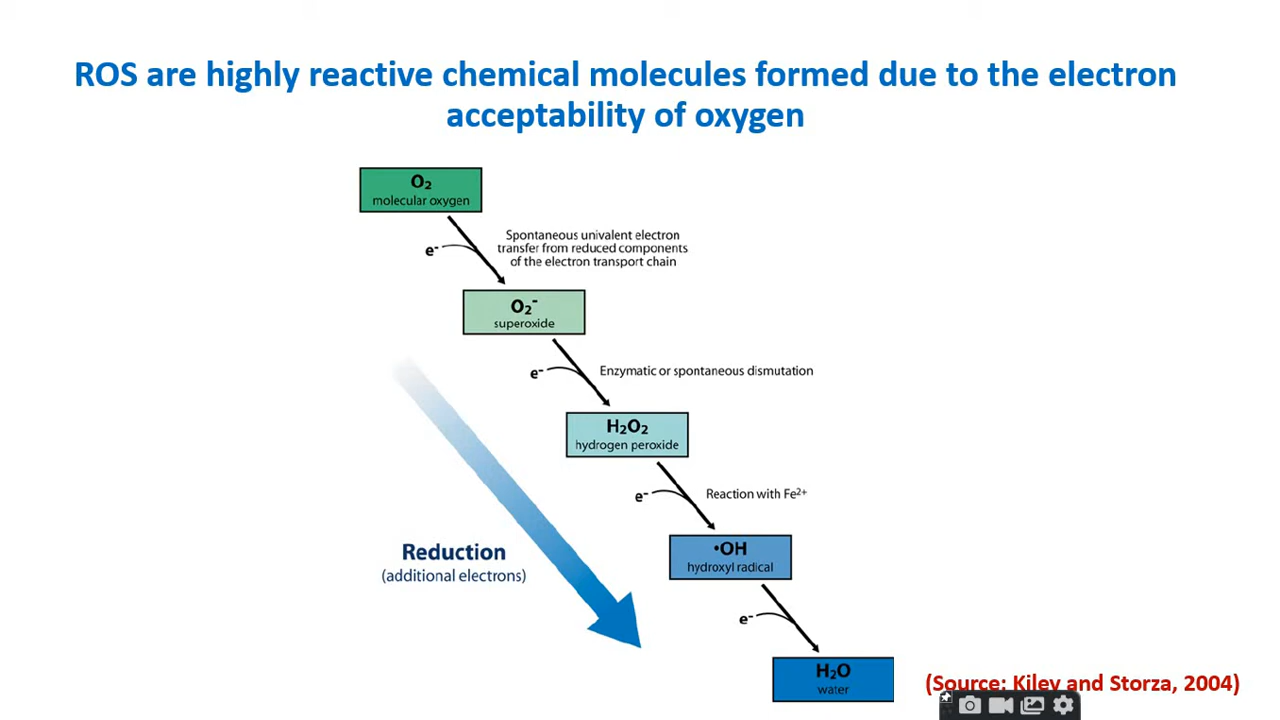 ROS are highly reactive chemical molecules formed due to the electron
acceptability of oxygen
O₂
molecular oxygen
e⁻
Spontaneous univalent electron
transfer from reduced components
of the electron transport chain
O₂⁻
superoxide
e⁻
Enzymatic or spontaneous dismutation
H₂O₂
hydrogen peroxide
e⁻
Reaction with Fe²⁺
•OH
hydroxyl radical
Reduction
(additional electrons)
e⁻
H₂O
water
(Source: Kiley and Storza, 2004)